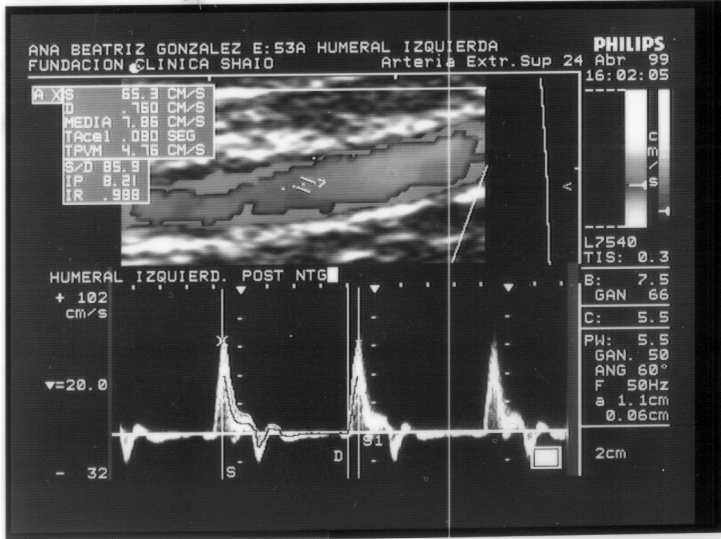 ANA BEATRIZ GONZALEZ E:53A HUMERAL IZQUIERDA
PHILIPS
FUNDACION CLINICA SHAIO Arteria Extr.Sup 24 Abr 99
16:02:05
A X S 65.3 CM/S
D .760 CM/S
MEDIA 7.86 CM/S
TAcel .080 SEG
TPVM 4.76 CM/S
S/D 85.9
IP 8.21
IR .988
cm/s
L7540
TIS: 0.3
HUMERAL IZQUIERD. POST NTG
B: 7.5
GAN 66
C: 5.5
PW: 5.5
GAN. 50
ANG 60°
F 50Hz
a 1.1cm
0.06cm
2cm
+ 102
cm/s
▼=20.0
- 32
S
D
91